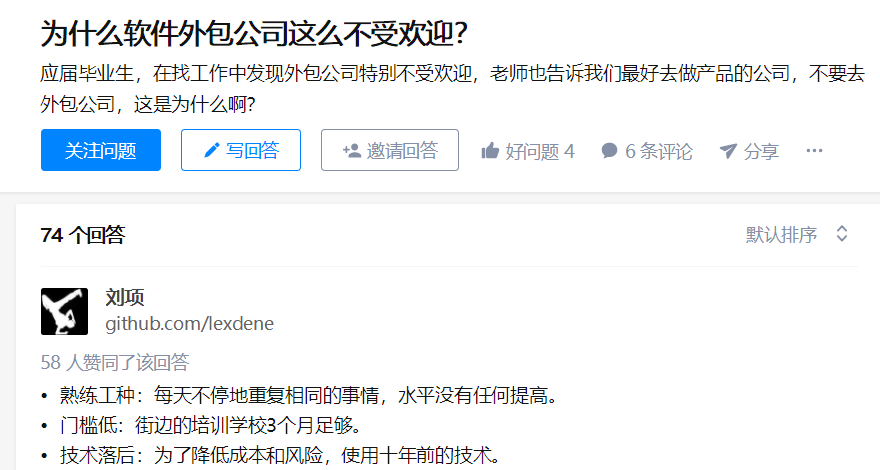 为什么软件外包公司这么不受欢迎？
应届毕业生，在找工作中发现外包公司特别不受欢迎，老师也告诉我们最好去做产品的公司，不要去
外包公司，这是为什么啊？
关注问题 写回答 邀请回答 好问题 4 6 条评论 分享 ···
74 个回答 默认排序
刘项
github.com/lexdene
58 人赞同了该回答
• 熟练工种：每天不停地重复相同的事情，水平没有任何提高。
• 门槛低：街边的培训学校3个月足够。
• 技术落后：为了降低成本和风险，使用十年前的技术。